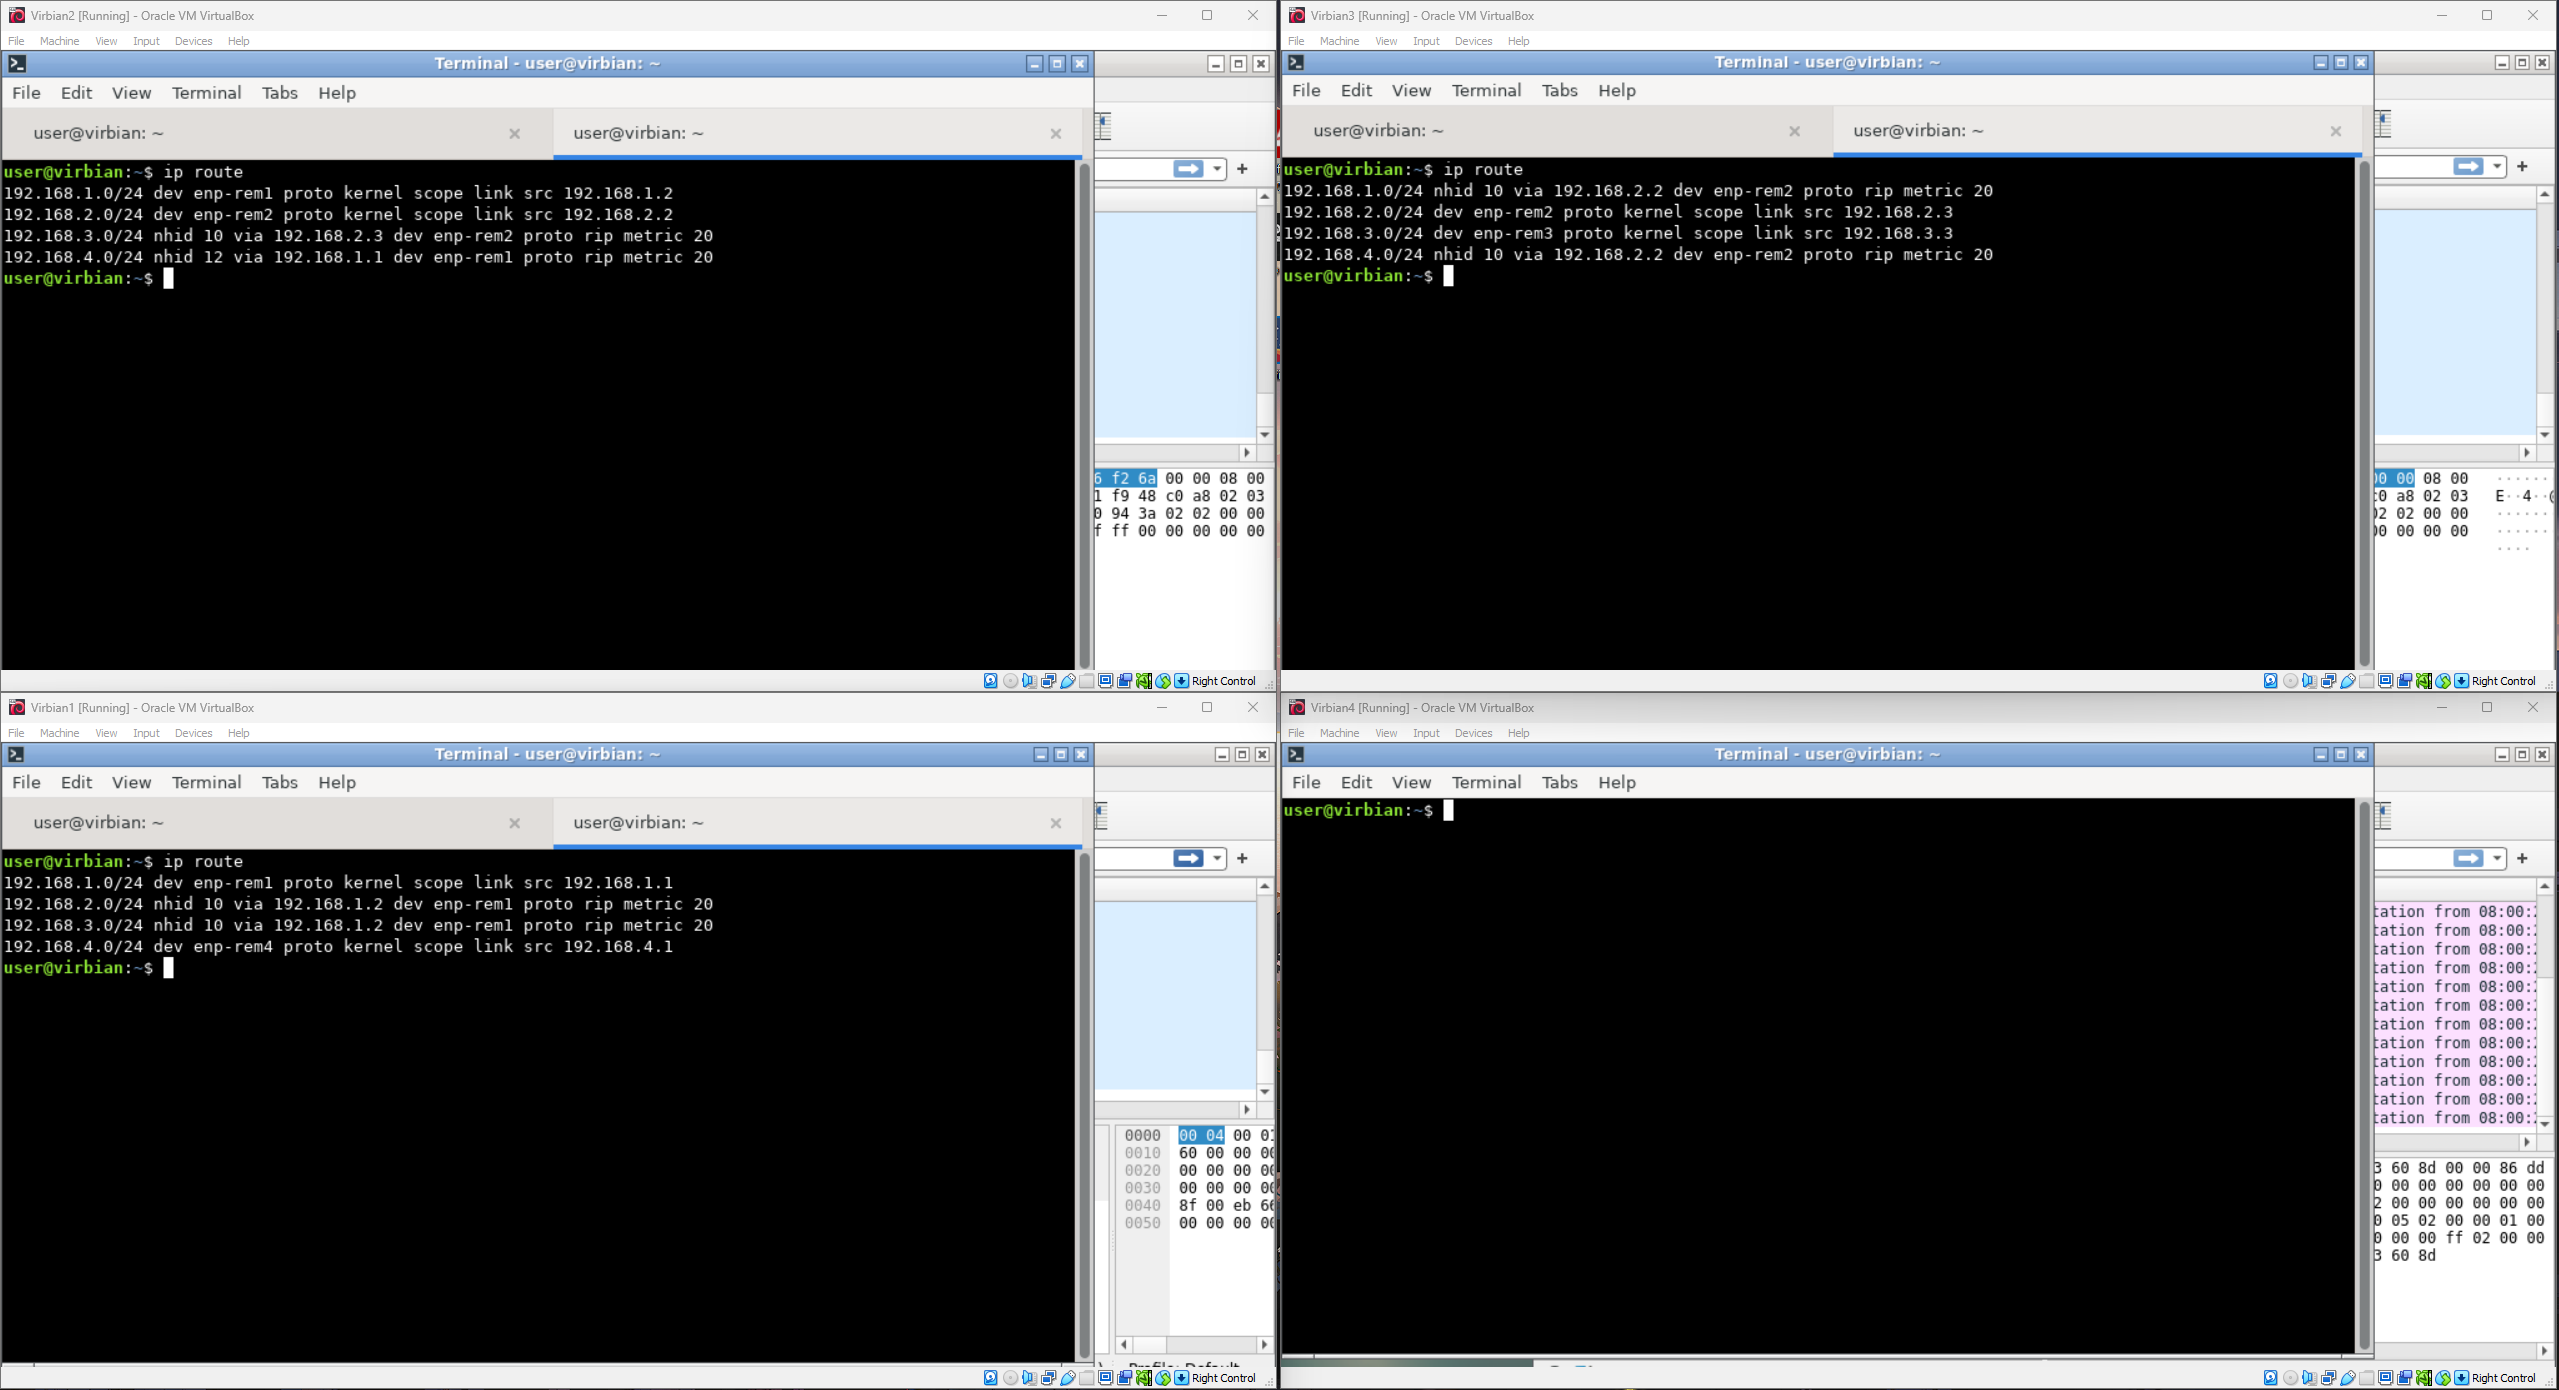 Virbian2 [Running] - Oracle VM VirtualBox
File Machine View Input Devices Help
Terminal - user@virbian: ~
File Edit View Terminal Tabs Help
user@virbian: ~ user@virbian: ~
user@virbian:~$ ip route
192.168.1.0/24 dev enp-rem1 proto kernel scope link src 192.168.1.2
192.168.2.0/24 dev enp-rem2 proto kernel scope link src 192.168.2.2
192.168.3.0/24 nhid 10 via 192.168.2.3 dev enp-rem2 proto rip metric 20
192.168.4.0/24 nhid 12 via 192.168.1.1 dev enp-rem1 proto rip metric 20
user@virbian:~$
6 f2 6a 00 00 08 00
1 f9 48 c0 a8 02 03
0 94 3a 02 02 00 00
f ff 00 00 00 00 00
Right Control
Virbian3 [Running] - Oracle VM VirtualBox
File Machine View Input Devices Help
Terminal - user@virbian: ~
File Edit View Terminal Tabs Help
user@virbian: ~ user@virbian: ~
user@virbian:~$ ip route
192.168.1.0/24 nhid 10 via 192.168.2.2 dev enp-rem2 proto rip metric 20
192.168.2.0/24 dev enp-rem2 proto kernel scope link src 192.168.2.3
192.168.3.0/24 dev enp-rem3 proto kernel scope link src 192.168.3.3
192.168.4.0/24 nhid 10 via 192.168.2.2 dev enp-rem2 proto rip metric 20
user@virbian:~$
00 00 08 00 ······
c0 a8 02 03 E··4··
02 02 00 00 ······
00 00 00 00 ······
····
Right Control
Virbian1 [Running] - Oracle VM VirtualBox
File Machine View Input Devices Help
Terminal - user@virbian: ~
File Edit View Terminal Tabs Help
user@virbian: ~ user@virbian: ~
user@virbian:~$ ip route
192.168.1.0/24 dev enp-rem1 proto kernel scope link src 192.168.1.1
192.168.2.0/24 nhid 10 via 192.168.1.2 dev enp-rem1 proto rip metric 20
192.168.3.0/24 nhid 10 via 192.168.1.2 dev enp-rem1 proto rip metric 20
192.168.4.0/24 dev enp-rem4 proto kernel scope link src 192.168.4.1
user@virbian:~$
0000 00 04 00 01
0010 60 00 00 00
0020 00 00 00 00
0030 00 00 00 00
0040 8f 00 eb 66
0050 00 00 00 00
Profile: Default
Right Control
Virbian4 [Running] - Oracle VM VirtualBox
File Machine View Input Devices Help
Terminal - user@virbian: ~
File Edit View Terminal Tabs Help
user@virbian:~$
tation from 08:00:
tation from 08:00:
tation from 08:00:
tation from 08:00:
tation from 08:00:
tation from 08:00:
tation from 08:00:
tation from 08:00:
tation from 08:00:
tation from 08:00:
tation from 08:00:
tation from 08:00:
3 60 8d 00 00 86 dd
0 00 00 00 00 00 00
2 00 00 00 00 00 00
0 05 02 00 00 01 00
0 00 00 ff 02 00 00
3 60 8d
Right Control